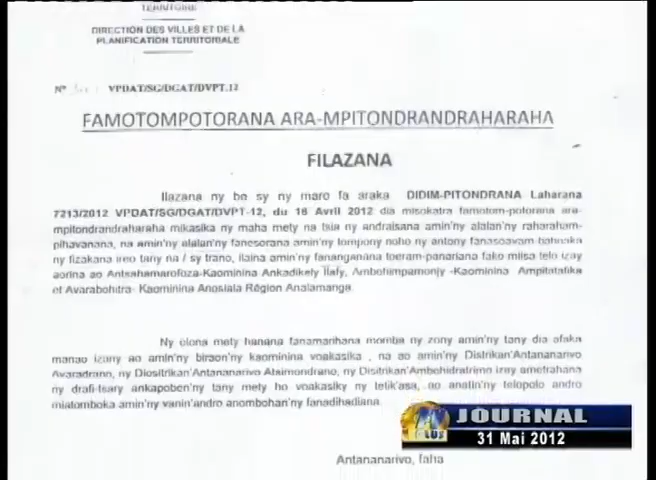 TERRITOIRE
DIRECTION DES VILLES ET DE LA
PLANIFICATION TERRITORIALE
N° VPDAT/SG/DGAT/DVPT.12
FAMOTOMPOTORANA ARA-MPITONDRANDRAHARAHA
FILAZANA
Ilazana ny be sy ny maro fa araka DIDIM-PITONDRANA Laharana
7213/2012 VPDAT/SG/DGAT/DVPT-12, du 16 Avril 2012 dia misokatra famotom-potorana ara-
mpitondrandraharaha mikasika ny maha mety na tsia ny andraisana amin'ny alalan'ny raharaham-
pihavanana, na amin'ny alalan'ny fanesorana amin'ny tompony noho ny antony fanasoavam-bahoaka
ny fizakana ireo tany na / sy trano, ilaina amin'ny fananganana toeram-panariana fako miisa telo izay
aorina ao Antsahamarofoza-Kaominina Ankadikely Ilafy, Ambohimpamonjy -Kaominina Ampitatafika
et Avarabohitra- Kaominina Anosiala Région Analamanga.
Ny olona mety hanana fanamarihana momba ny zony amin'ny tany dia afaka
manao izany ao amin'ny biraon'ny kaominina voakasika , na ao amin'ny Distrikan'Antananarivo
Avaradrano, ny Diositrikan'Antananarivo Atsimondrano, ny Disitrikan'Ambohidratrimo izay ametrahana
ny drafi-tsary ankapoben'ny tany mety ho voakasiky ny tetik'asa, ao anatin'ny telopolo andro
miatomboka amin'ny vanin'andro anombohan'ny fanadihadiana.
Antananarivo, faha
PLUS
JOURNAL
31 Mai 2012